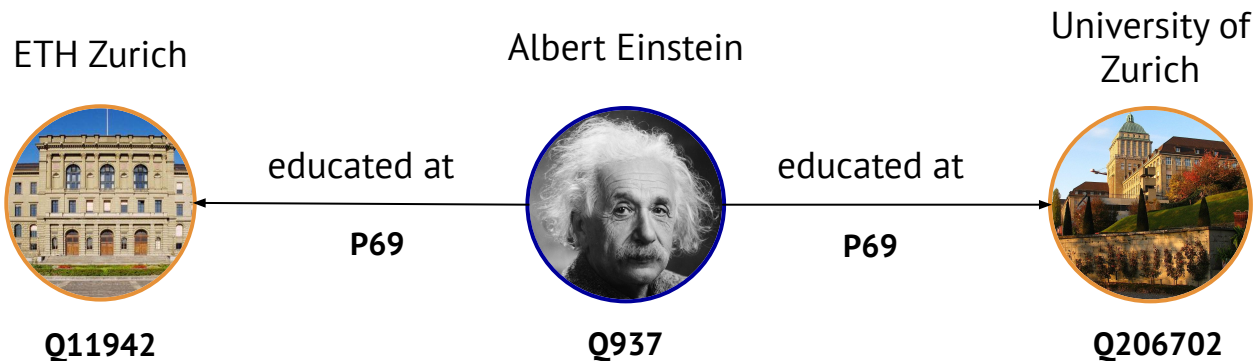 ETH Zurich
Albert Einstein
University of
Zurich
educated at
educated at
P69
P69
Q11942
Q937
Q206702